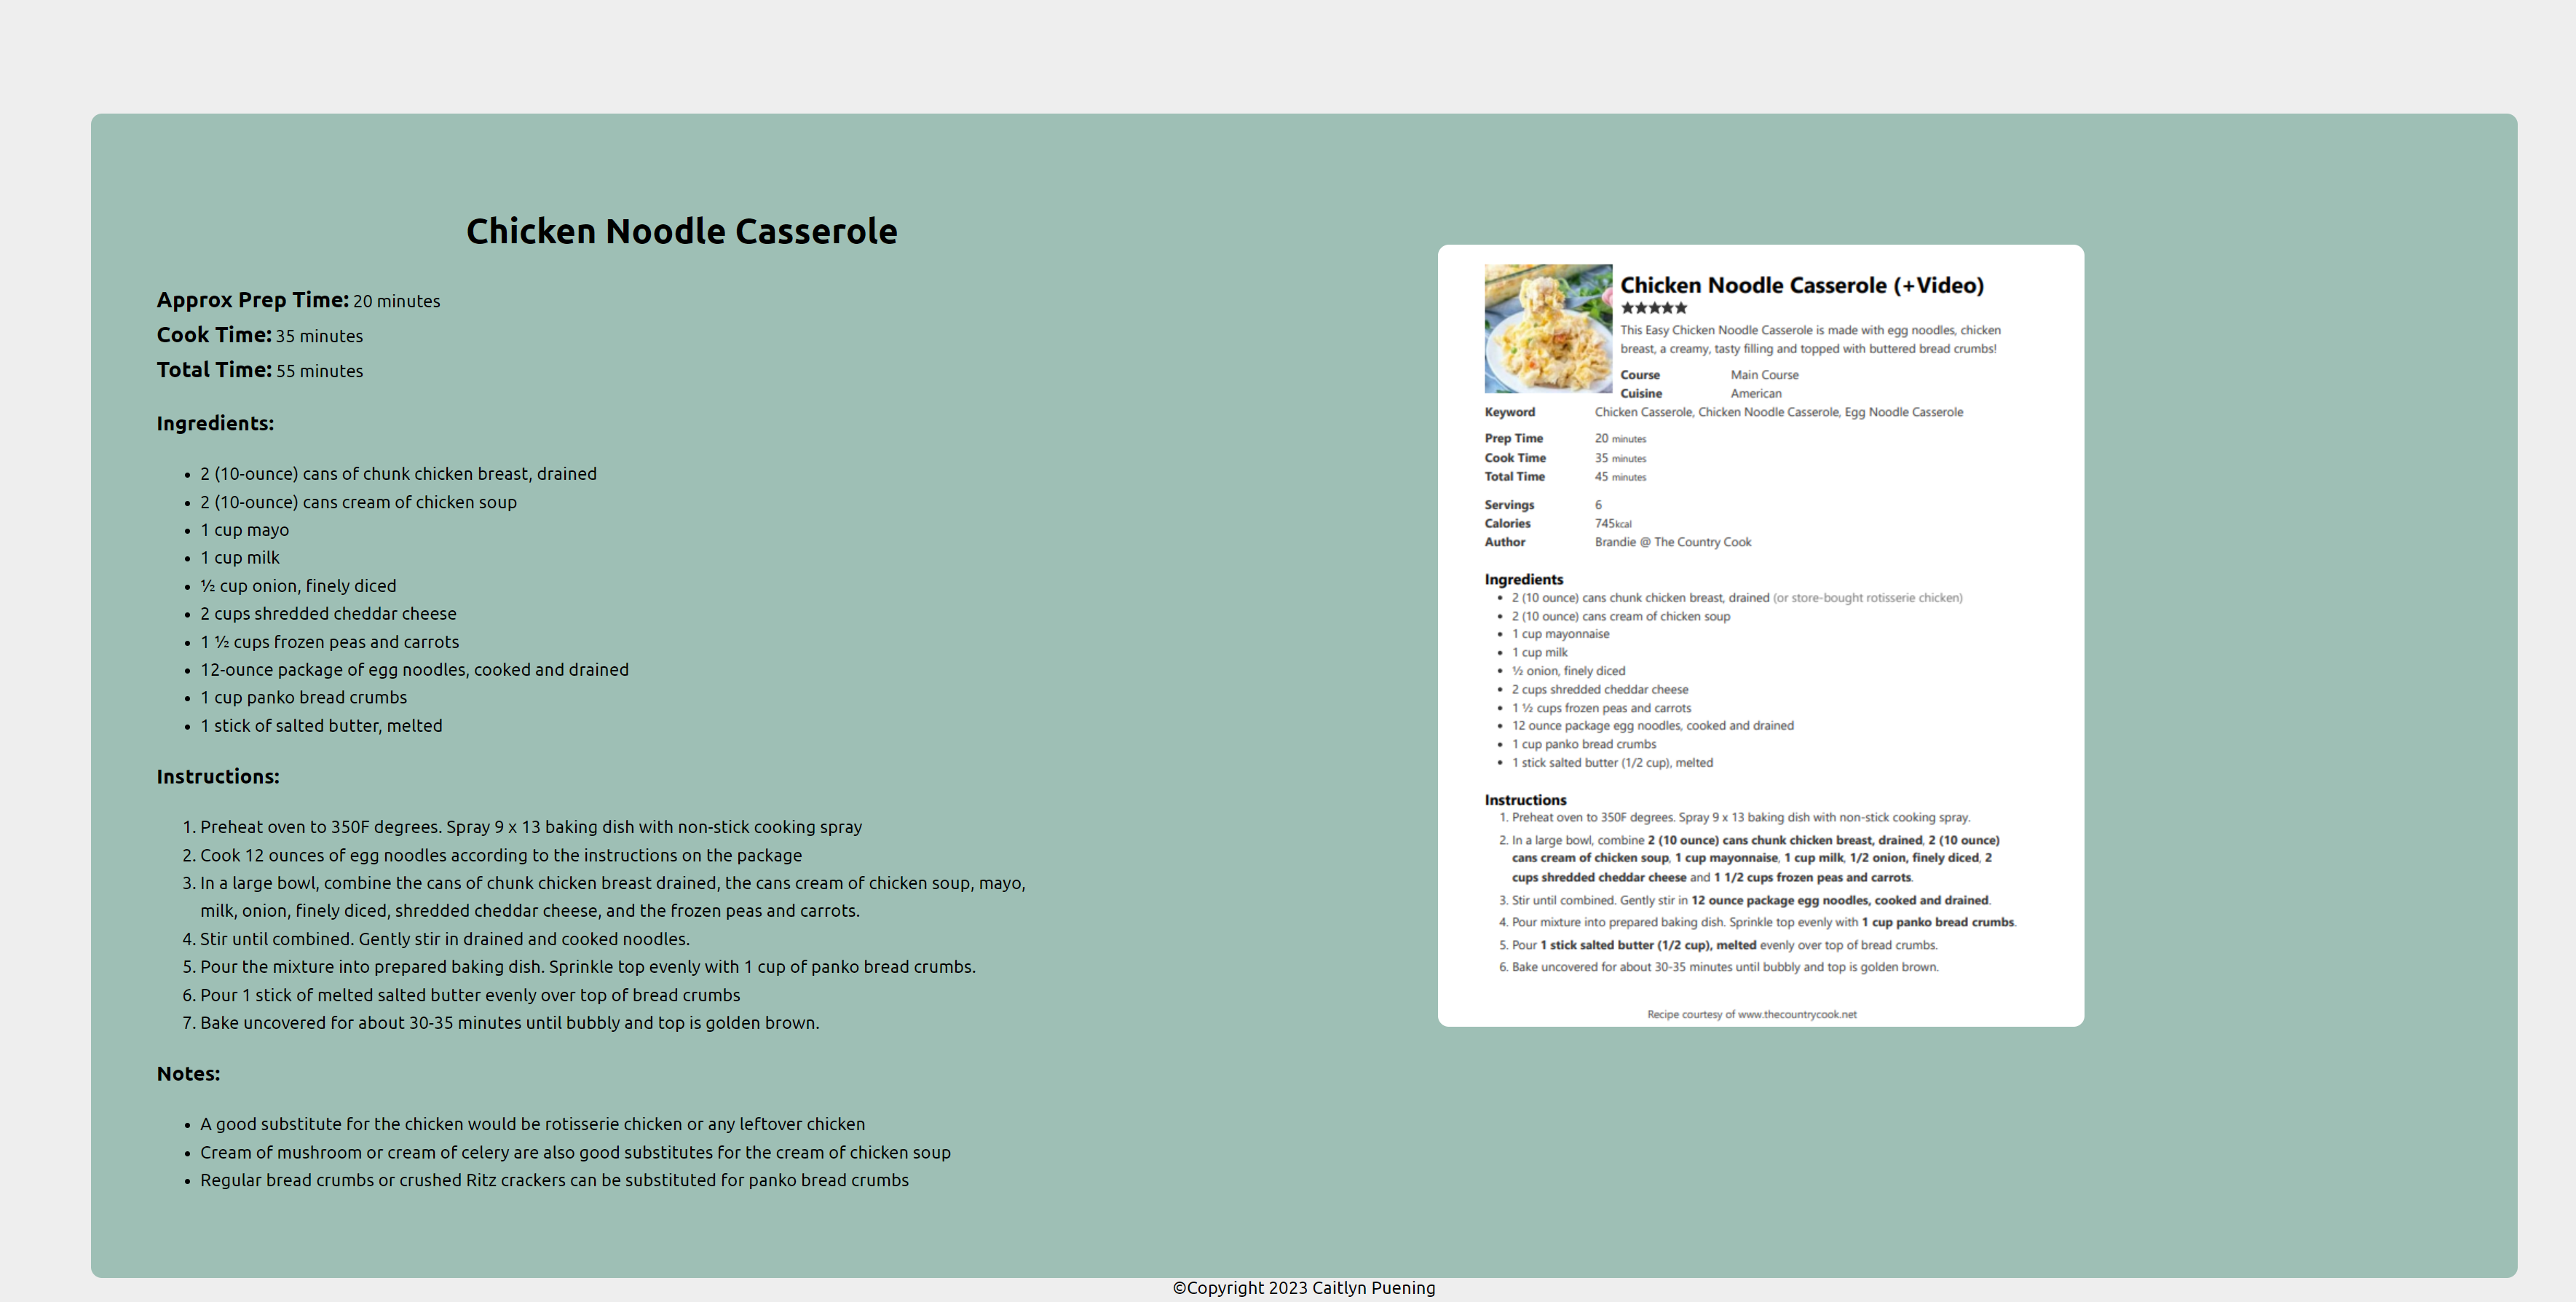 Chicken Noodle Casserole
Approx Prep Time: 20 minutes
Cook Time: 35 minutes
Total Time: 55 minutes
Ingredients:
• 2 (10-ounce) cans of chunk chicken breast, drained
• 2 (10-ounce) cans cream of chicken soup
• 1 cup mayo
• 1 cup milk
• ½ cup onion, finely diced
• 2 cups shredded cheddar cheese
• 1 ½ cups frozen peas and carrots
• 12-ounce package of egg noodles, cooked and drained
• 1 cup panko bread crumbs
• 1 stick of salted butter, melted
Instructions:
1. Preheat oven to 350F degrees. Spray 9 x 13 baking dish with non-stick cooking spray
2. Cook 12 ounces of egg noodles according to the instructions on the package
3. In a large bowl, combine the cans of chunk chicken breast drained, the cans cream of chicken soup, mayo,
milk, onion, finely diced, shredded cheddar cheese, and the frozen peas and carrots.
4. Stir until combined. Gently stir in drained and cooked noodles.
5. Pour the mixture into prepared baking dish. Sprinkle top evenly with 1 cup of panko bread crumbs.
6. Pour 1 stick of melted salted butter evenly over top of bread crumbs
7. Bake uncovered for about 30-35 minutes until bubbly and top is golden brown.
Notes:
• A good substitute for the chicken would be rotisserie chicken or any leftover chicken
• Cream of mushroom or cream of celery are also good substitutes for the cream of chicken soup
• Regular bread crumbs or crushed Ritz crackers can be substituted for panko bread crumbs
Chicken Noodle Casserole (+Video)
★★★★★
This Easy Chicken Noodle Casserole is made with egg noodles, chicken
breast, a creamy, tasty filling and topped with buttered bread crumbs!
Course Main Course
Cuisine American
Keyword Chicken Casserole, Chicken Noodle Casserole, Egg Noodle Casserole
Prep Time 20 minutes
Cook Time 35 minutes
Total Time 45 minutes
Servings 6
Calories 745kcal
Author Brandie @ The Country Cook
Ingredients
• 2 (10 ounce) cans chunk chicken breast, drained (or store-bought rotisserie chicken)
• 2 (10 ounce) cans cream of chicken soup
• 1 cup mayonnaise
• 1 cup milk
• ½ onion, finely diced
• 2 cups shredded cheddar cheese
• 1 ½ cups frozen peas and carrots
• 12 ounce package egg noodles, cooked and drained
• 1 cup panko bread crumbs
• 1 stick salted butter (1/2 cup), melted
Instructions
1. Preheat oven to 350F degrees. Spray 9 x 13 baking dish with non-stick cooking spray.
2. In a large bowl, combine 2 (10 ounce) cans chunk chicken breast, drained, 2 (10 ounce)
cans cream of chicken soup, 1 cup mayonnaise, 1 cup milk, 1/2 onion, finely diced, 2
cups shredded cheddar cheese and 1 1/2 cups frozen peas and carrots.
3. Stir until combined. Gently stir in 12 ounce package egg noodles, cooked and drained.
4. Pour mixture into prepared baking dish. Sprinkle top evenly with 1 cup panko bread crumbs.
5. Pour 1 stick salted butter (1/2 cup), melted evenly over top of bread crumbs.
6. Bake uncovered for about 30-35 minutes until bubbly and top is golden brown.
Recipe courtesy of www.thecountrycook.net
©Copyright 2023 Caitlyn Puening